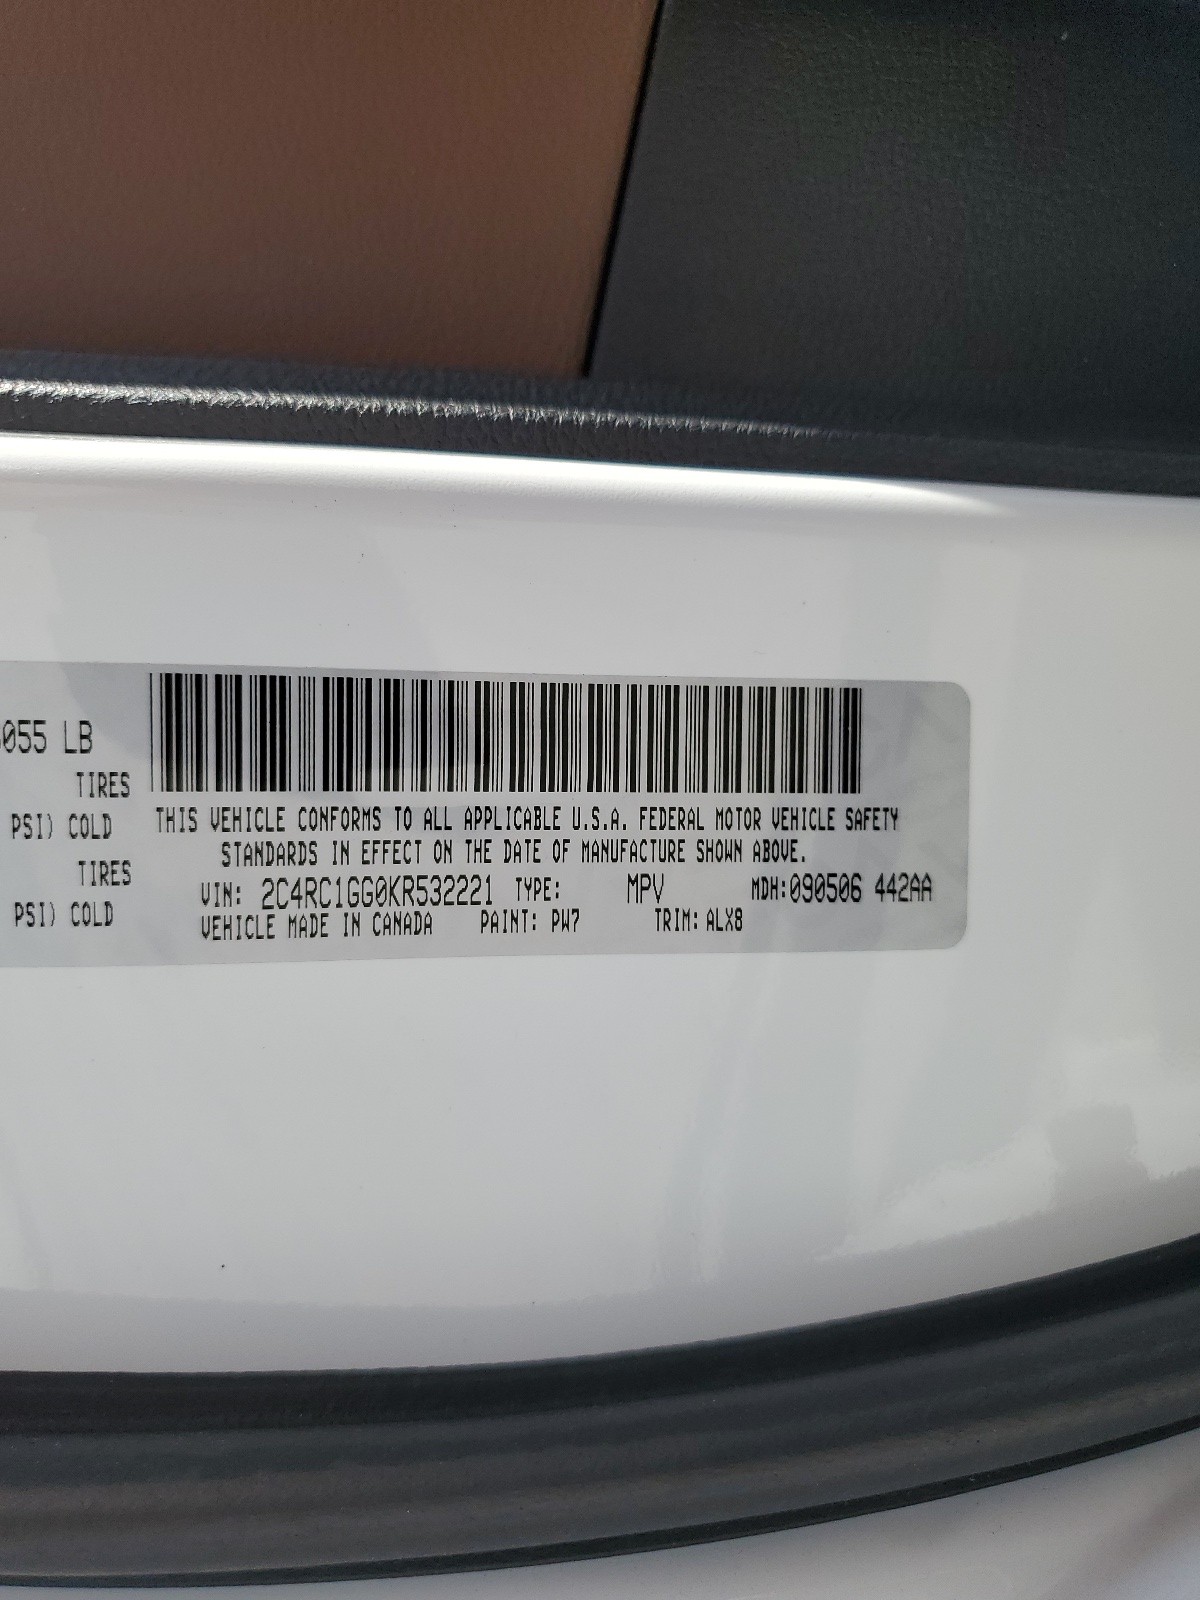 055 LB
TIRES
PSI) COLD
TIRES
PSI) COLD
THIS VEHICLE CONFORMS TO ALL APPLICABLE U.S.A. FEDERAL MOTOR VEHICLE SAFETY
STANDARDS IN EFFECT ON THE DATE OF MANUFACTURE SHOWN ABOVE.
VIN: 2C4RC1GG0KR532221 TYPE: MPV MDH:090506 442AA
VEHICLE MADE IN CANADA PAINT: PW7 TRIM: ALX8